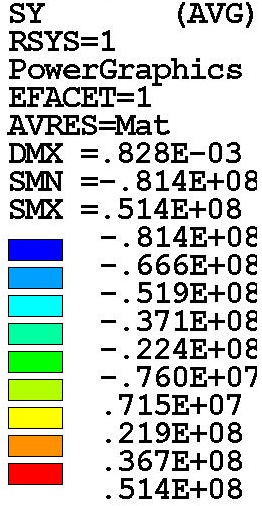 SY (AVG)
RSYS=1
PowerGraphics
EFACET=1
AVRES=Mat
DMX =.828E-03
SMN =-.814E+08
SMX =.514E+08
-.814E+08
-.666E+08
-.519E+08
-.371E+08
-.224E+08
-.760E+07
.715E+07
.219E+08
.367E+08
.514E+08